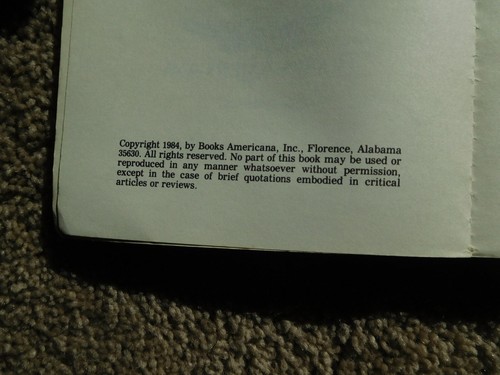 Copyright 1984, by Books Americana, Inc., Florence, Alabama
35630. All rights reserved. No part of this book may be used or
reproduced in any manner whatsoever without permission,
except in the case of brief quotations embodied in critical
articles or reviews.